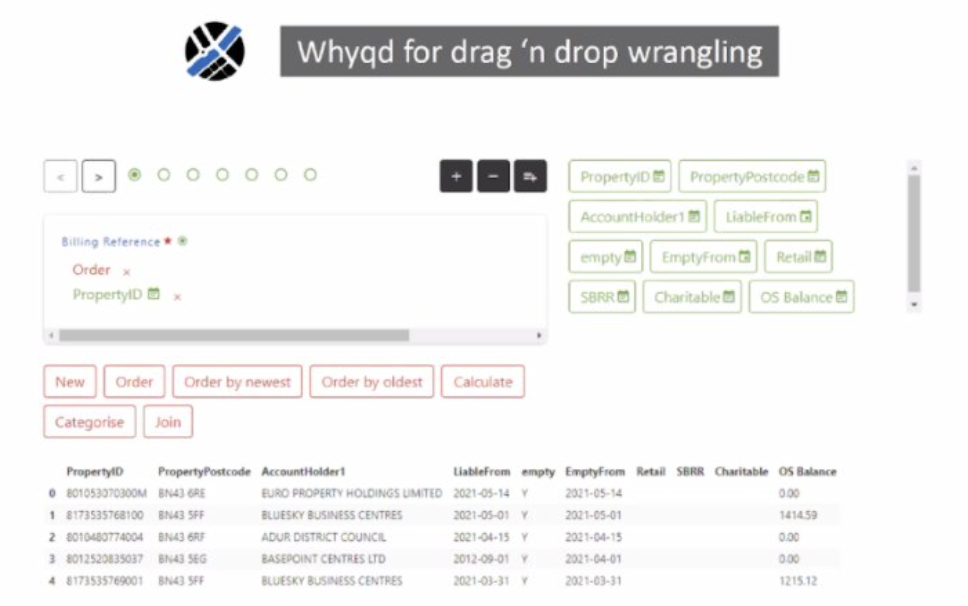 Whyqd for drag 'n drop wrangling
< >
+ −
PropertyID PropertyPostcode
AccountHolder1 LiableFrom
empty EmptyFrom Retail
SBRR Charitable OS Balance
Billing Reference *
Order ×
PropertyID ×
New Order Order by newest Order by oldest Calculate
Categorise Join
PropertyID PropertyPostcode AccountHolder1 LiableFrom empty EmptyFrom Retail SBRR Charitable OS Balance
0 801053070300M BN43 6RE EURO PROPERTY HOLDINGS LIMITED 2021-05-14 Y 2021-05-14 0.00
1 8173535768100 BN43 5FF BLUESKY BUSINESS CENTRES 2021-05-01 Y 2021-05-01 1414.59
2 8010480774004 BN43 6RF ADUR DISTRICT COUNCIL 2021-04-15 Y 2021-04-15 0.00
3 8012520835037 BN43 5EG BASEPOINT CENTRES LTD 2012-09-01 Y 2021-04-01 0.00
4 8173535769001 BN43 5FF BLUESKY BUSINESS CENTRES 2021-03-31 Y 2021-03-31 1215.12